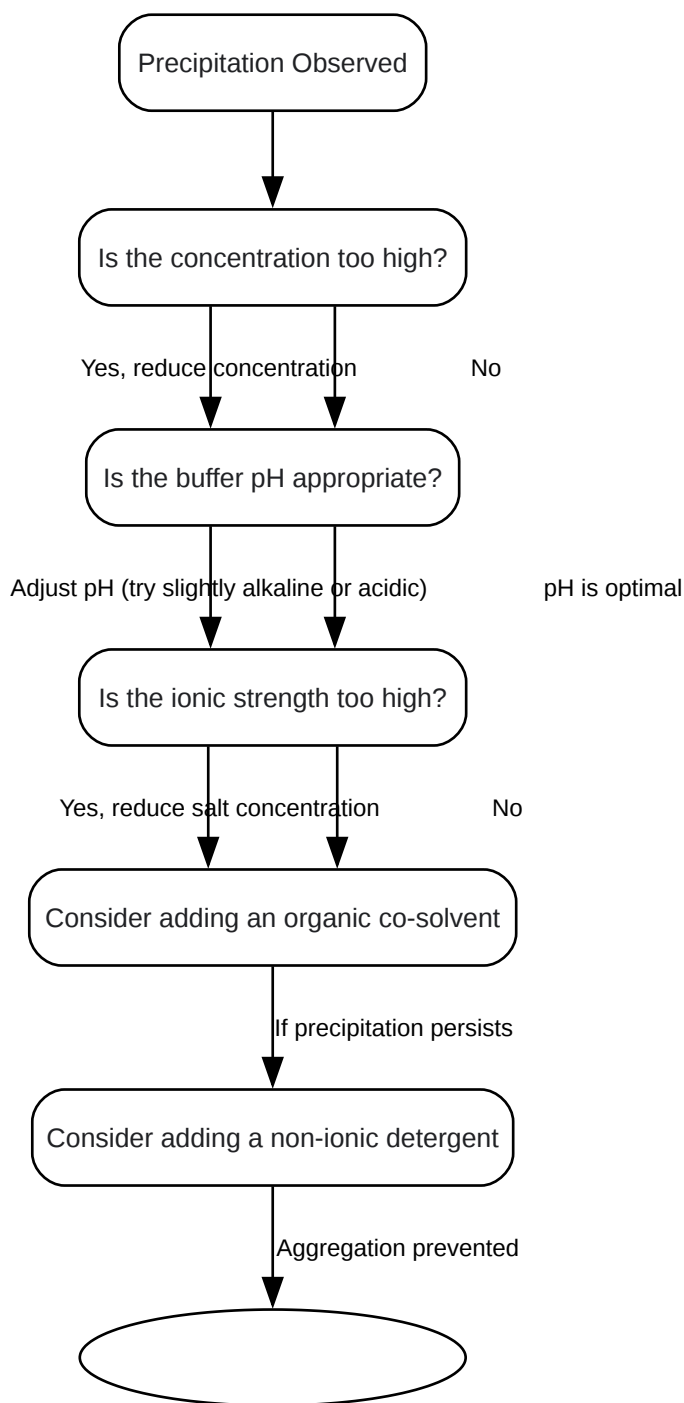 Precipitation Observed
Is the concentration too high?
Yes, reduce concentration
No
Is the buffer pH appropriate?
Adjust pH (try slightly alkaline or acidic)
pH is optimal
Is the ionic strength too high?
Yes, reduce salt concentration
No
Consider adding an organic co-solvent
If precipitation persists
Consider adding a non-ionic detergent
Aggregation prevented